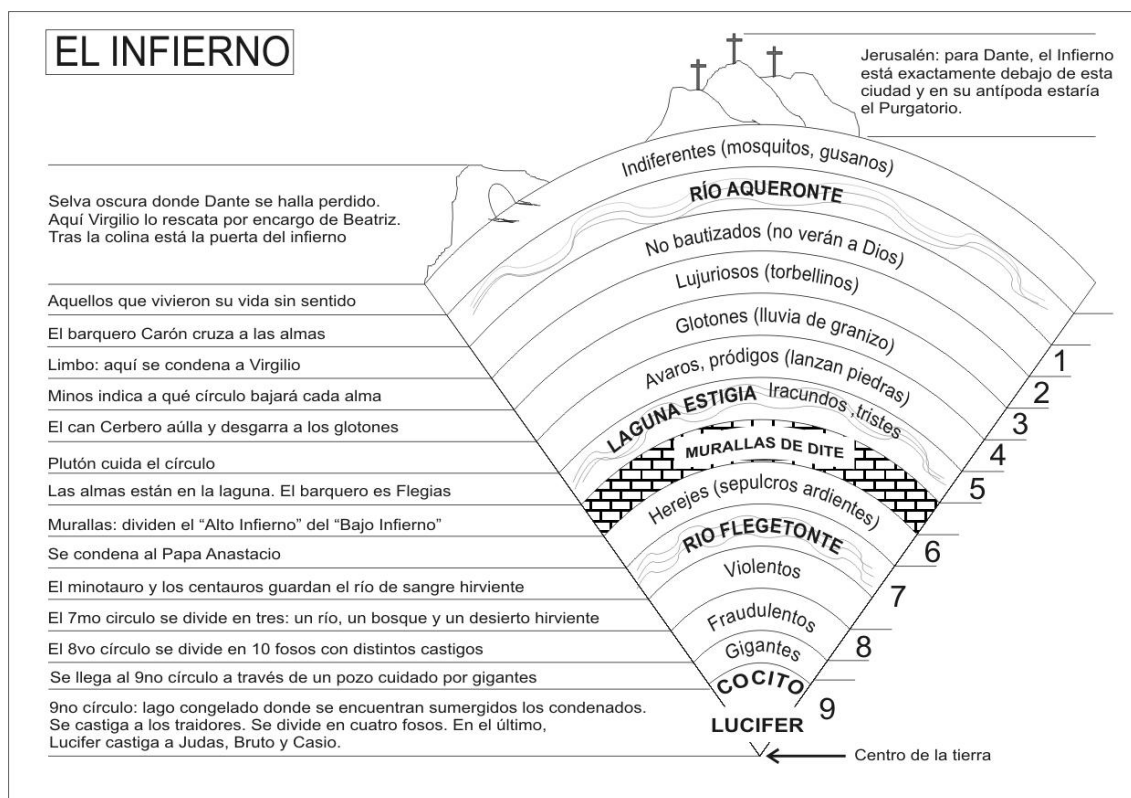 EL INFIERNO
Jerusalén: para Dante, el Infierno
está exactamente debajo de esta
ciudad y en su antípoda estaría
el Purgatorio.
Selva oscura donde Dante se halla perdido.
Aquí Virgilio lo rescata por encargo de Beatriz.
Tras la colina está la puerta del infierno
Aquellos que vivieron su vida sin sentido
El barquero Carón cruza a las almas
Limbo: aquí se condena a Virgilio
Minos indica a qué círculo bajará cada alma
El can Cerbero aúlla y desgarra a los glotones
Plutón cuida el círculo
Las almas están en la laguna. El barquero es Flegias
Murallas: dividen el “Alto Infierno” del “Bajo Infierno”
Se condena al Papa Anastacio
El minotauro y los centauros guardan el río de sangre hirviente
El 7mo circulo se divide en tres: un río, un bosque y un desierto hirviente
El 8vo círculo se divide en 10 fosos con distintos castigos
Se llega al 9no círculo a través de un pozo cuidado por gigantes
9no círculo: lago congelado donde se encuentran sumergidos los condenados.
Se castiga a los traidores. Se divide en cuatro fosos. En el último,
Lucifer castiga a Judas, Bruto y Casio.
Indiferentes (mosquitos, gusanos)
RÍO AQUERONTE
No bautizados (no verán a Dios)
Lujuriosos (torbellinos)
Glotones (lluvia de granizo)
Avaros, pródigos (lanzan piedras)
LAGUNA ESTIGIA Iracundos ,tristes
MURALLAS DE DITE
Herejes (sepulcros ardientes)
RIO FLEGETONTE
Violentos
Fraudulentos
Gigantes
COCITO
LUCIFER
1
2
3
4
5
6
7
8
9
Centro de la tierra